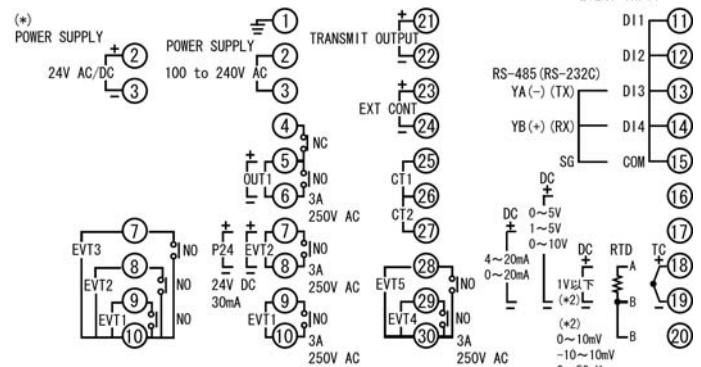 (*)
POWER SUPPLY
24V AC/DC
+
②
③
−
POWER SUPPLY
100 to 240V AC
①
②
③
④
NC
+
⑤
OUT1
NO
−
⑥
3A
250V AC
EVT3
⑦
NO
⑧
EVT2
NO
⑨
EVT1
NO
⑩
+
P24
−
24V DC
30mA
+
⑦
EVT2
NO
−
⑧
3A
250V AC
⑨
EVT1
NO
⑩
3A
250V AC
TRANSMIT OUTPUT
+
㉑
−
㉒
EXT CONT
+
㉓
−
㉔
㉕
CT1
㉖
CT2
㉗
㉘
EVT5
NO
㉙
EVT4
NO
㉚
3A
250V AC
RS-485(RS-232C)
YA(-)(TX)
YB(+)(RX)
SG
DI1
⑪
DI2
⑫
DI3
⑬
DI4
⑭
COM
⑮
⑯
⑰
⑱
⑲
⑳
DC
+
4~20mA
0~20mA
−
DC
+
0~5V
1~5V
0~10V
−
DC
+
1V以下
(*2)
−
(*2)
0~10mV
-10~10mV
RTD
A
B
B
TC
+
−